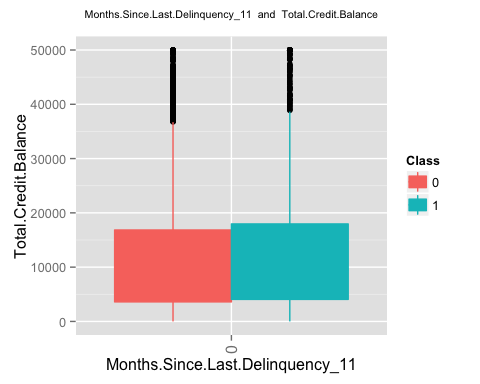 Months.Since.Last.Delinquency_11 and Total.Credit.Balance
50000
40000
30000
20000
10000
0
Total.Credit.Balance
0
Months.Since.Last.Delinquency_11
Class
0
1